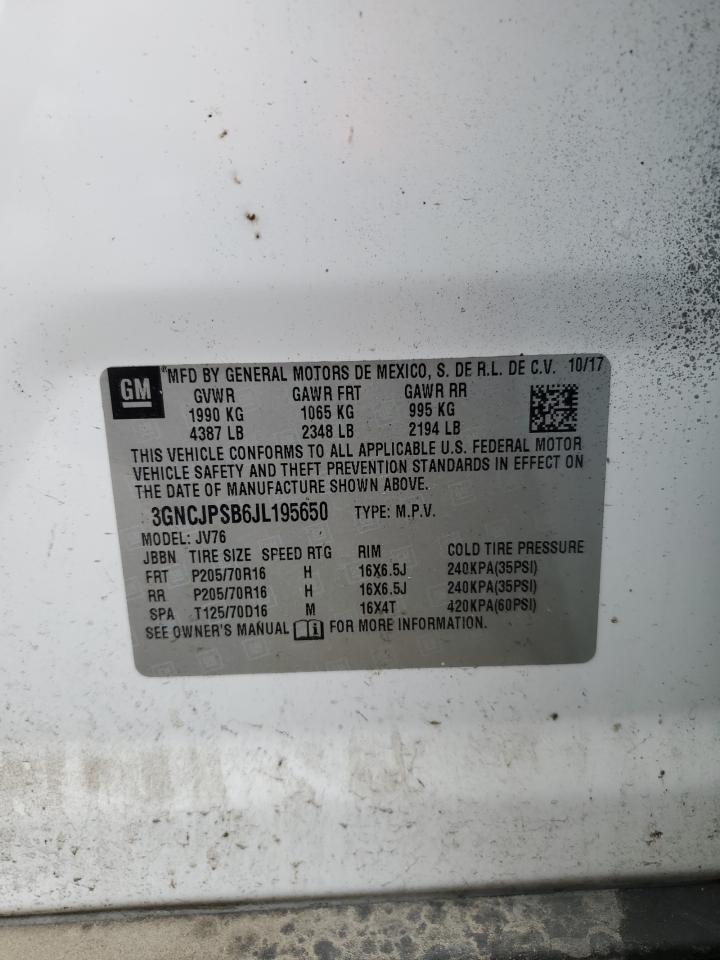 GM
*MFD BY GENERAL MOTORS DE MEXICO, S. DE R.L. DE C.V. 10/17
GVWR GAWR FRT GAWR RR
1990 KG 1065 KG 995 KG
4387 LB 2348 LB 2194 LB
THIS VEHICLE CONFORMS TO ALL APPLICABLE U.S. FEDERAL MOTOR
VEHICLE SAFETY AND THEFT PREVENTION STANDARDS IN EFFECT ON
THE DATE OF MANUFACTURE SHOWN ABOVE.
3GNCJPSB6JL195650 TYPE: M.P.V.
MODEL: JV76
JBBN TIRE SIZE SPEED RTG RIM COLD TIRE PRESSURE
FRT P205/70R16 H 16X6.5J 240KPA(35PSI)
RR P205/70R16 H 16X6.5J 240KPA(35PSI)
SPA T125/70D16 M 16X4T 420KPA(60PSI)
SEE OWNER'S MANUAL FOR MORE INFORMATION.